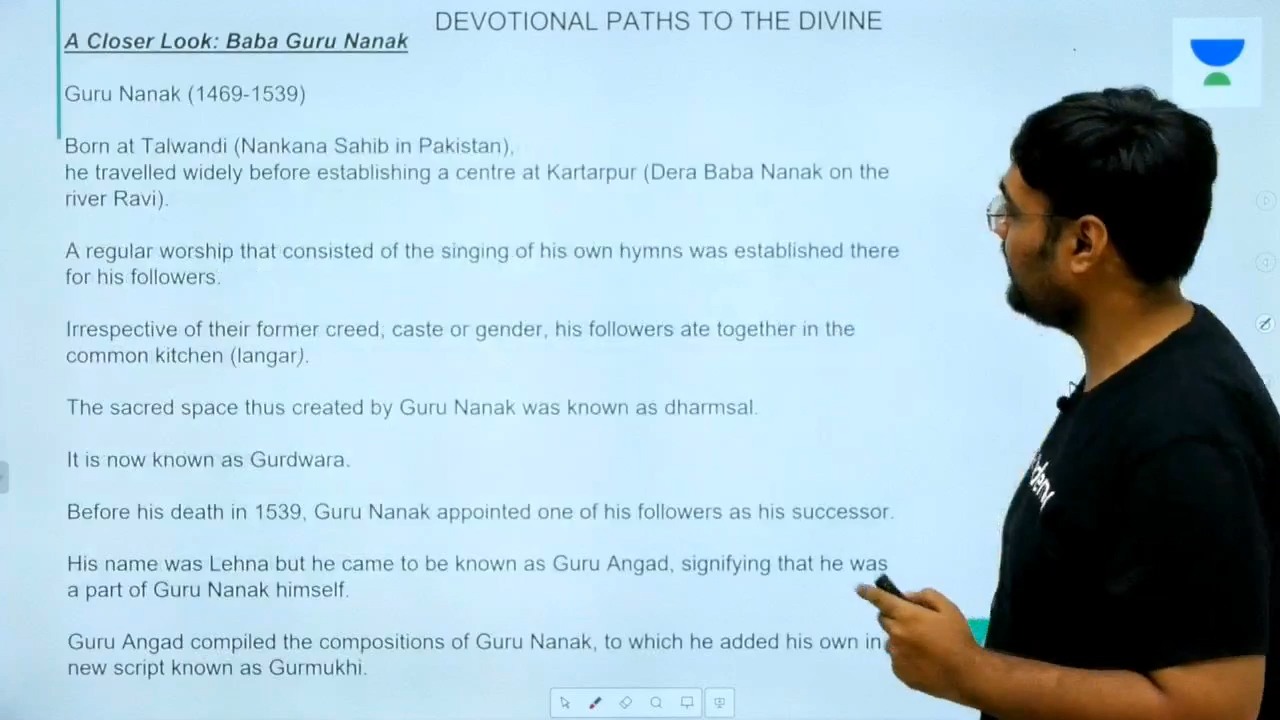 DEVOTIONAL PATHS TO THE DIVINE
A Closer Look: Baba Guru Nanak
Guru Nanak (1469-1539)
Born at Talwandi (Nankana Sahib in Pakistan),
he travelled widely before establishing a centre at Kartarpur (Dera Baba Nanak on the
river Ravi).
A regular worship that consisted of the singing of his own hymns was established there
for his followers.
Irrespective of their former creed, caste or gender, his followers ate together in the
common kitchen (langar).
The sacred space thus created by Guru Nanak was known as dharmsal.
It is now known as Gurdwara.
Before his death in 1539, Guru Nanak appointed one of his followers as his successor.
His name was Lehna but he came to be known as Guru Angad, signifying that he was
a part of Guru Nanak himself.
Guru Angad compiled the compositions of Guru Nanak, to which he added his own in
new script known as Gurmukhi.